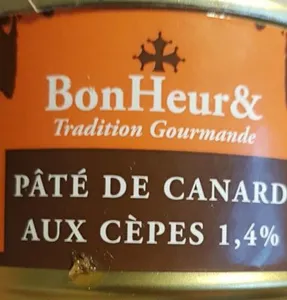 BonHeur&
Tradition Gourmande
PÂTÉ DE CANARD
AUX CÈPES 1,4%